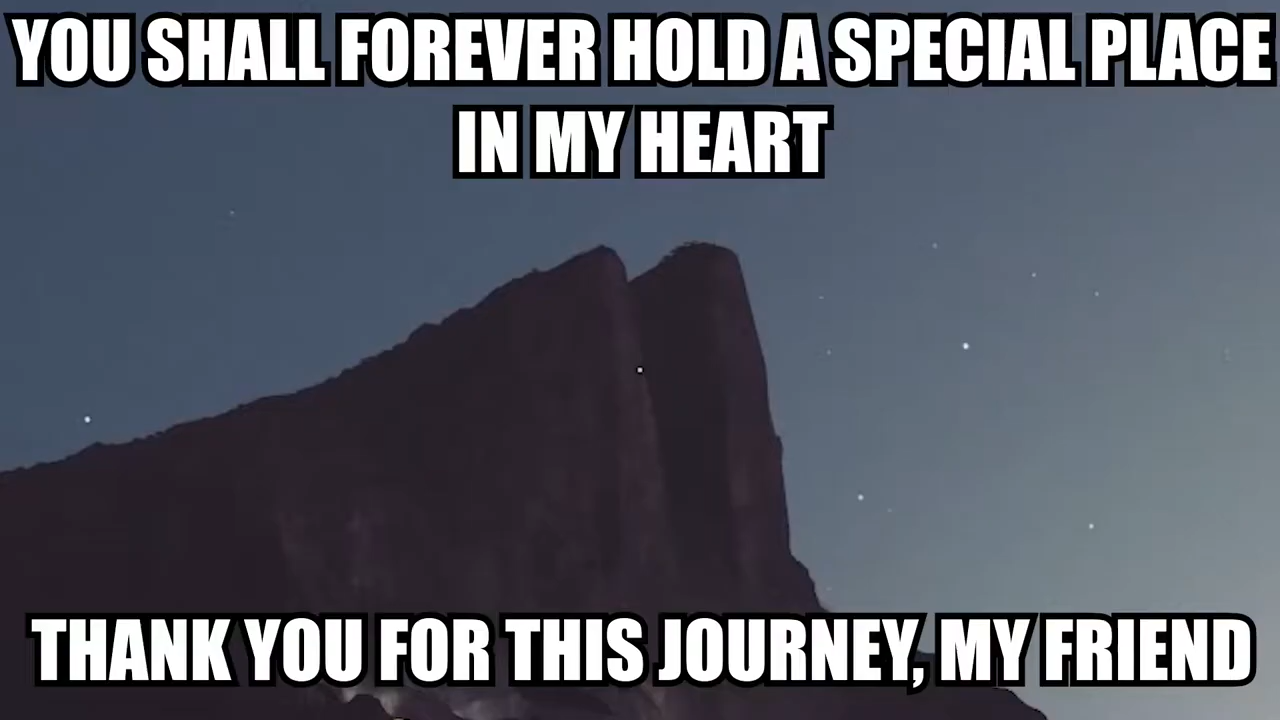 YOU SHALL FOREVER HOLD A SPECIAL PLACE
IN MY HEART
THANK YOU FOR THIS JOURNEY, MY FRIEND